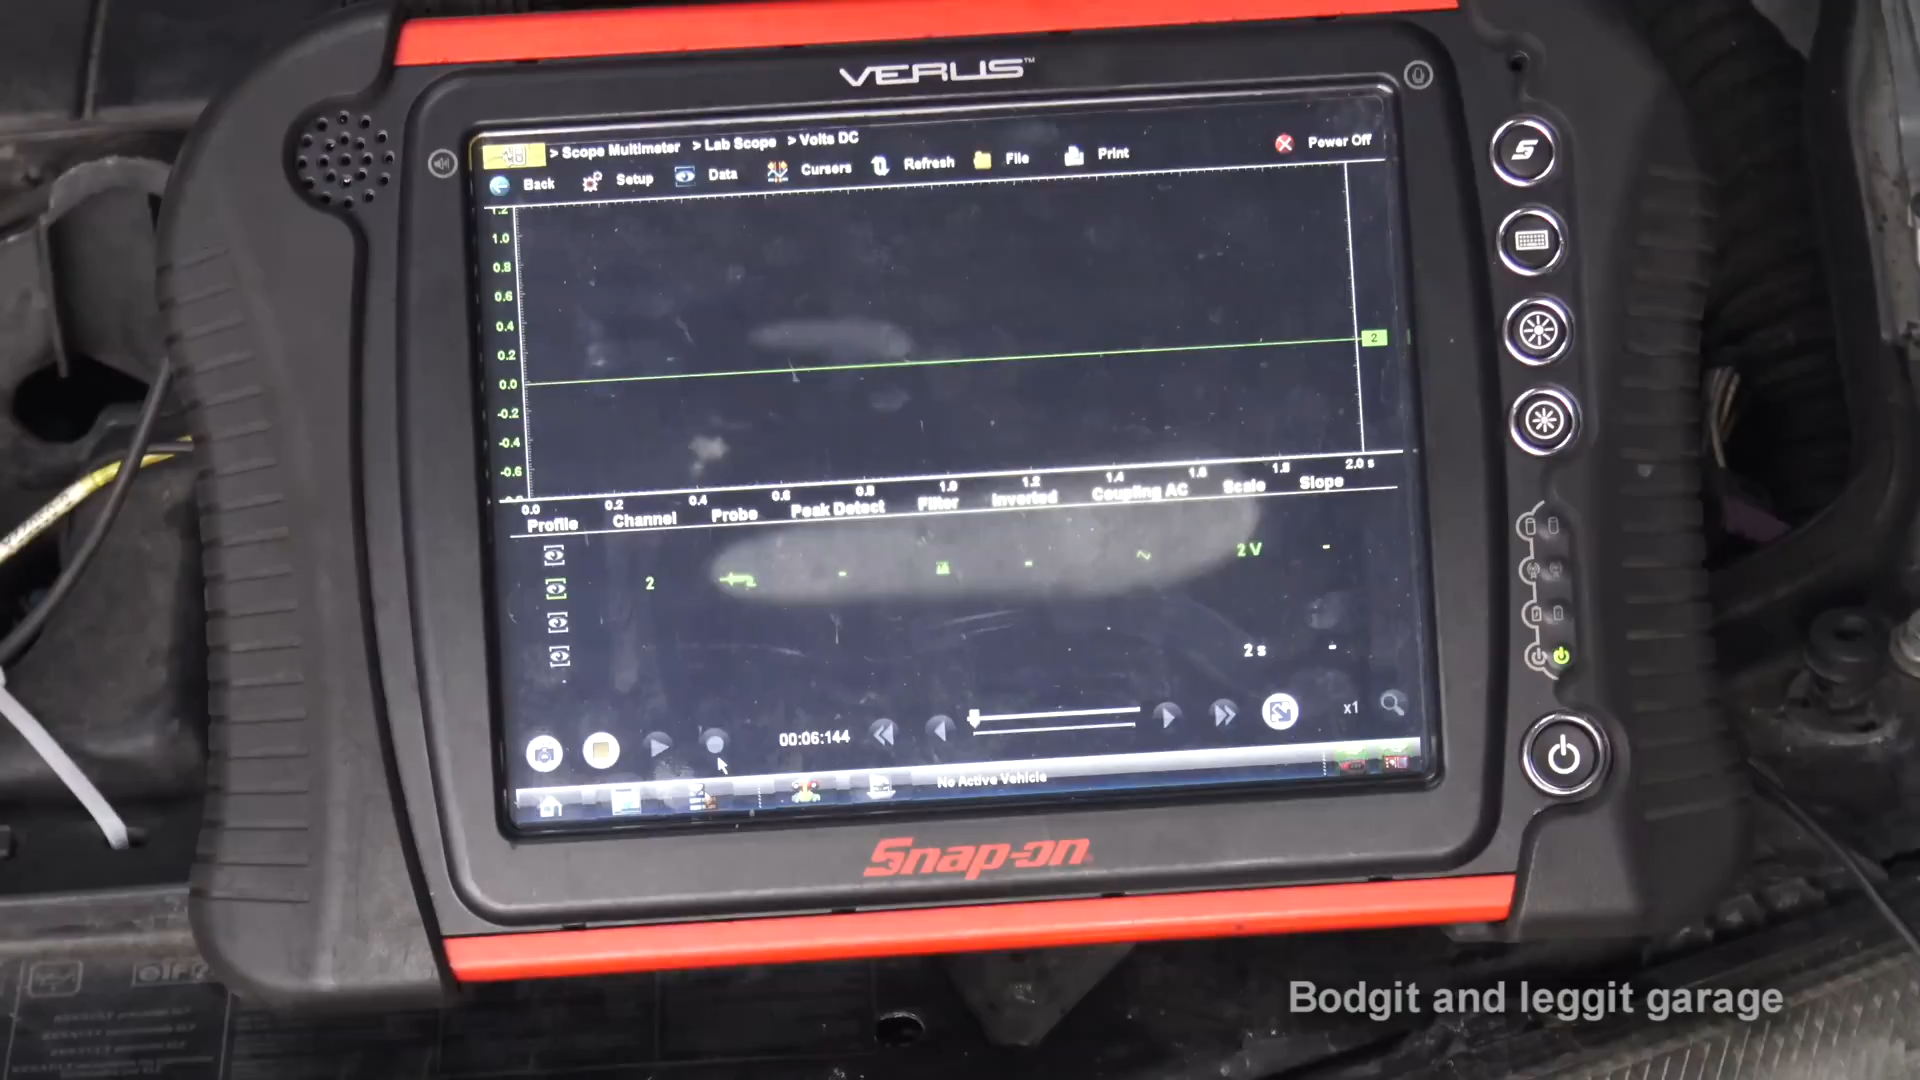 VERUS™
> Scope Multimeter > Lab Scope > Volts DC
Back Setup Data Cursers Refresh File Print Power Off
1.2
1.0
0.8
0.6
0.4
0.2
0.0
-0.2
-0.4
-0.6
2
0.0 0.2 0.4 0.6 0.8 1.0 1.2 1.4 1.6 1.8 2.0 s
Profile Channel Probe Peak Detect Filter Inverted Coupling AC Scale Slope
2 - - 2 V -
2 s -
00:06:144 x1
No Active Vehicle
Snap-on
Bodgit and leggit garage